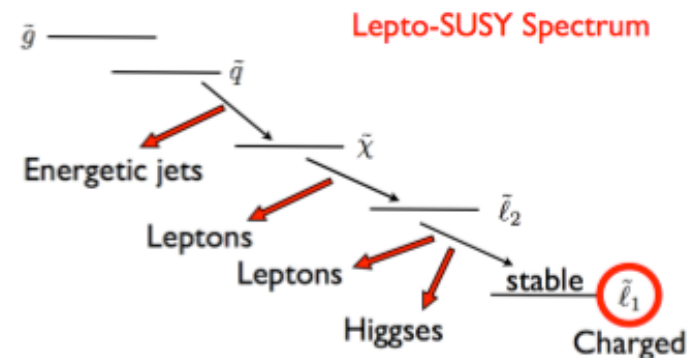 Lepto-SUSY Spectrum
g̃
q̃
χ̃
Energetic jets
ℓ̃₂
Leptons
Leptons
stable
ℓ̃₁
Higgses
Charged